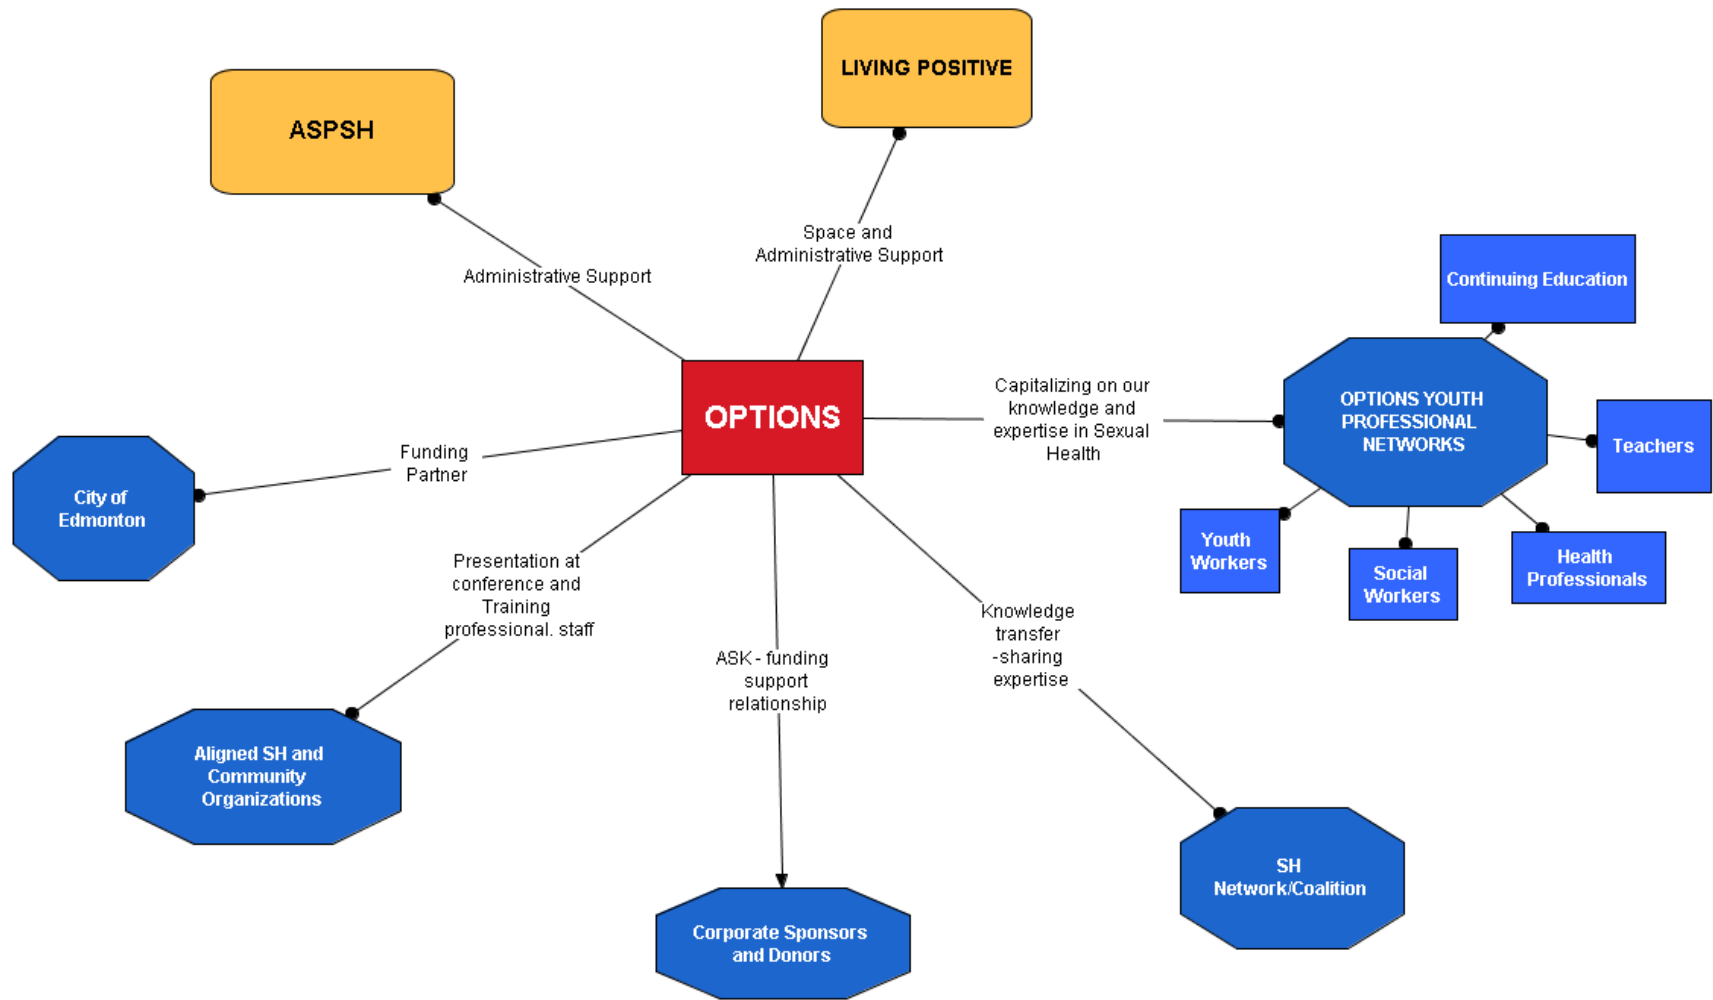 LIVING POSITIVE
ASPSH
Space and
Administrative Support
Administrative Support
Continuing Education
OPTIONS
Capitalizing on our
knowledge and
expertise in Sexual
Health
OPTIONS YOUTH
PROFESSIONAL
NETWORKS
Teachers
Funding
Partner
City of
Edmonton
Youth
Workers
Social
Workers
Health
Professionals
Presentation at
conference and
Training
professional. staff
Knowledge
transfer
-sharing
expertise
ASK - funding
support
relationship
Aligned SH and
Community
Organizations
SH
Network/Coalition
Corporate Sponsors
and Donors